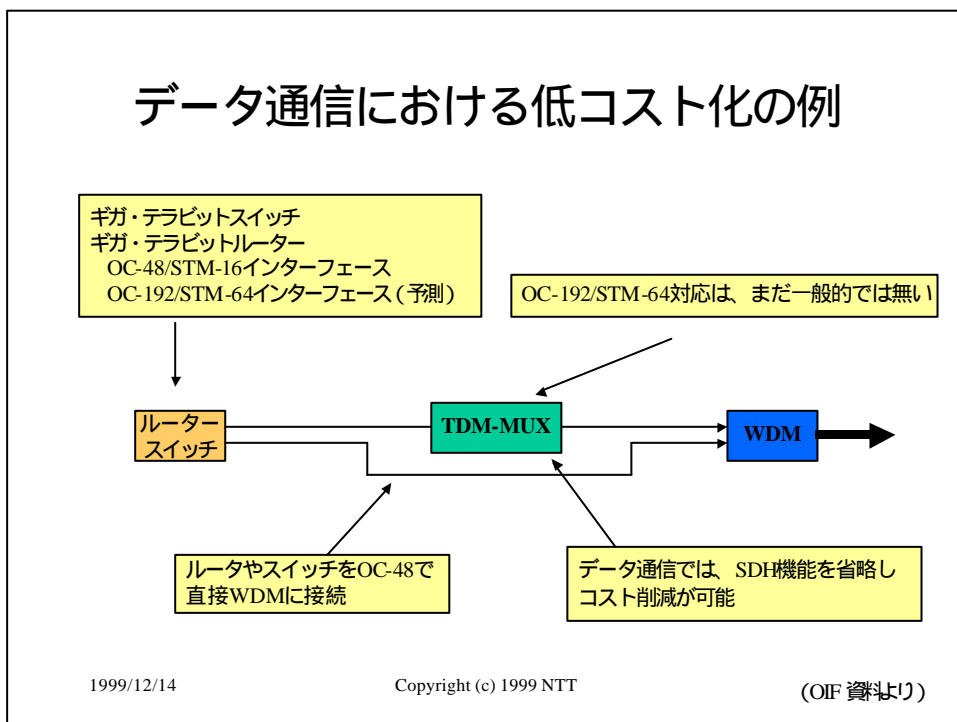 データ通信における低コスト化の例
ギガ・テラビットスイッチ
ギガ・テラビットルーター
OC-48/STM-16インターフェース
OC-192/STM-64インターフェース(予測)
OC-192/STM-64対応は、まだ一般的では無い
ルーター
スイッチ
TDM-MUX
WDM
ルータやスイッチをOC-48で
直接WDMに接続
データ通信では、SDH機能を省略し
コスト削減が可能
1999/12/14
Copyright (c) 1999 NTT
(OIF 資料より)